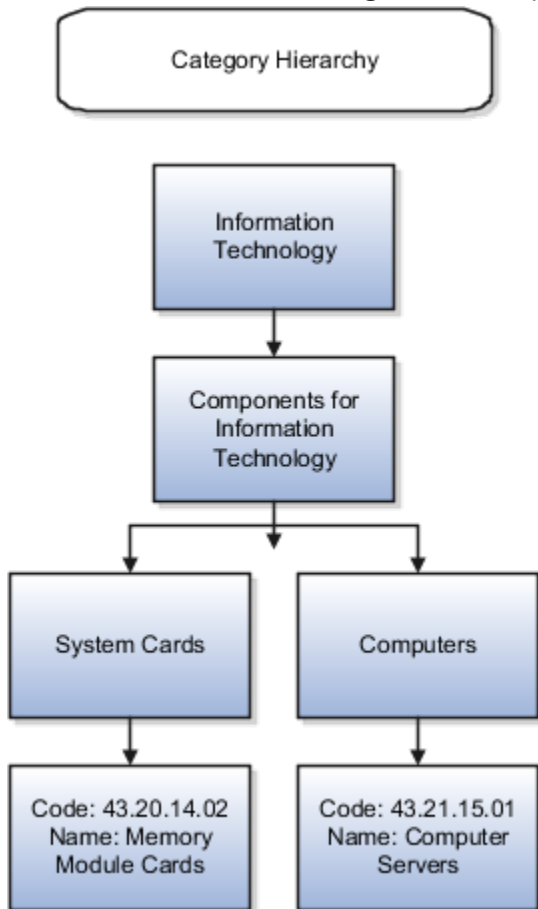 Category Hierarchy
Information
Technology
Components for
Information
Technology
System Cards
Computers
Code: 43.20.14.02
Name: Memory
Module Cards
Code: 43.21.15.01
Name: Computer
Servers